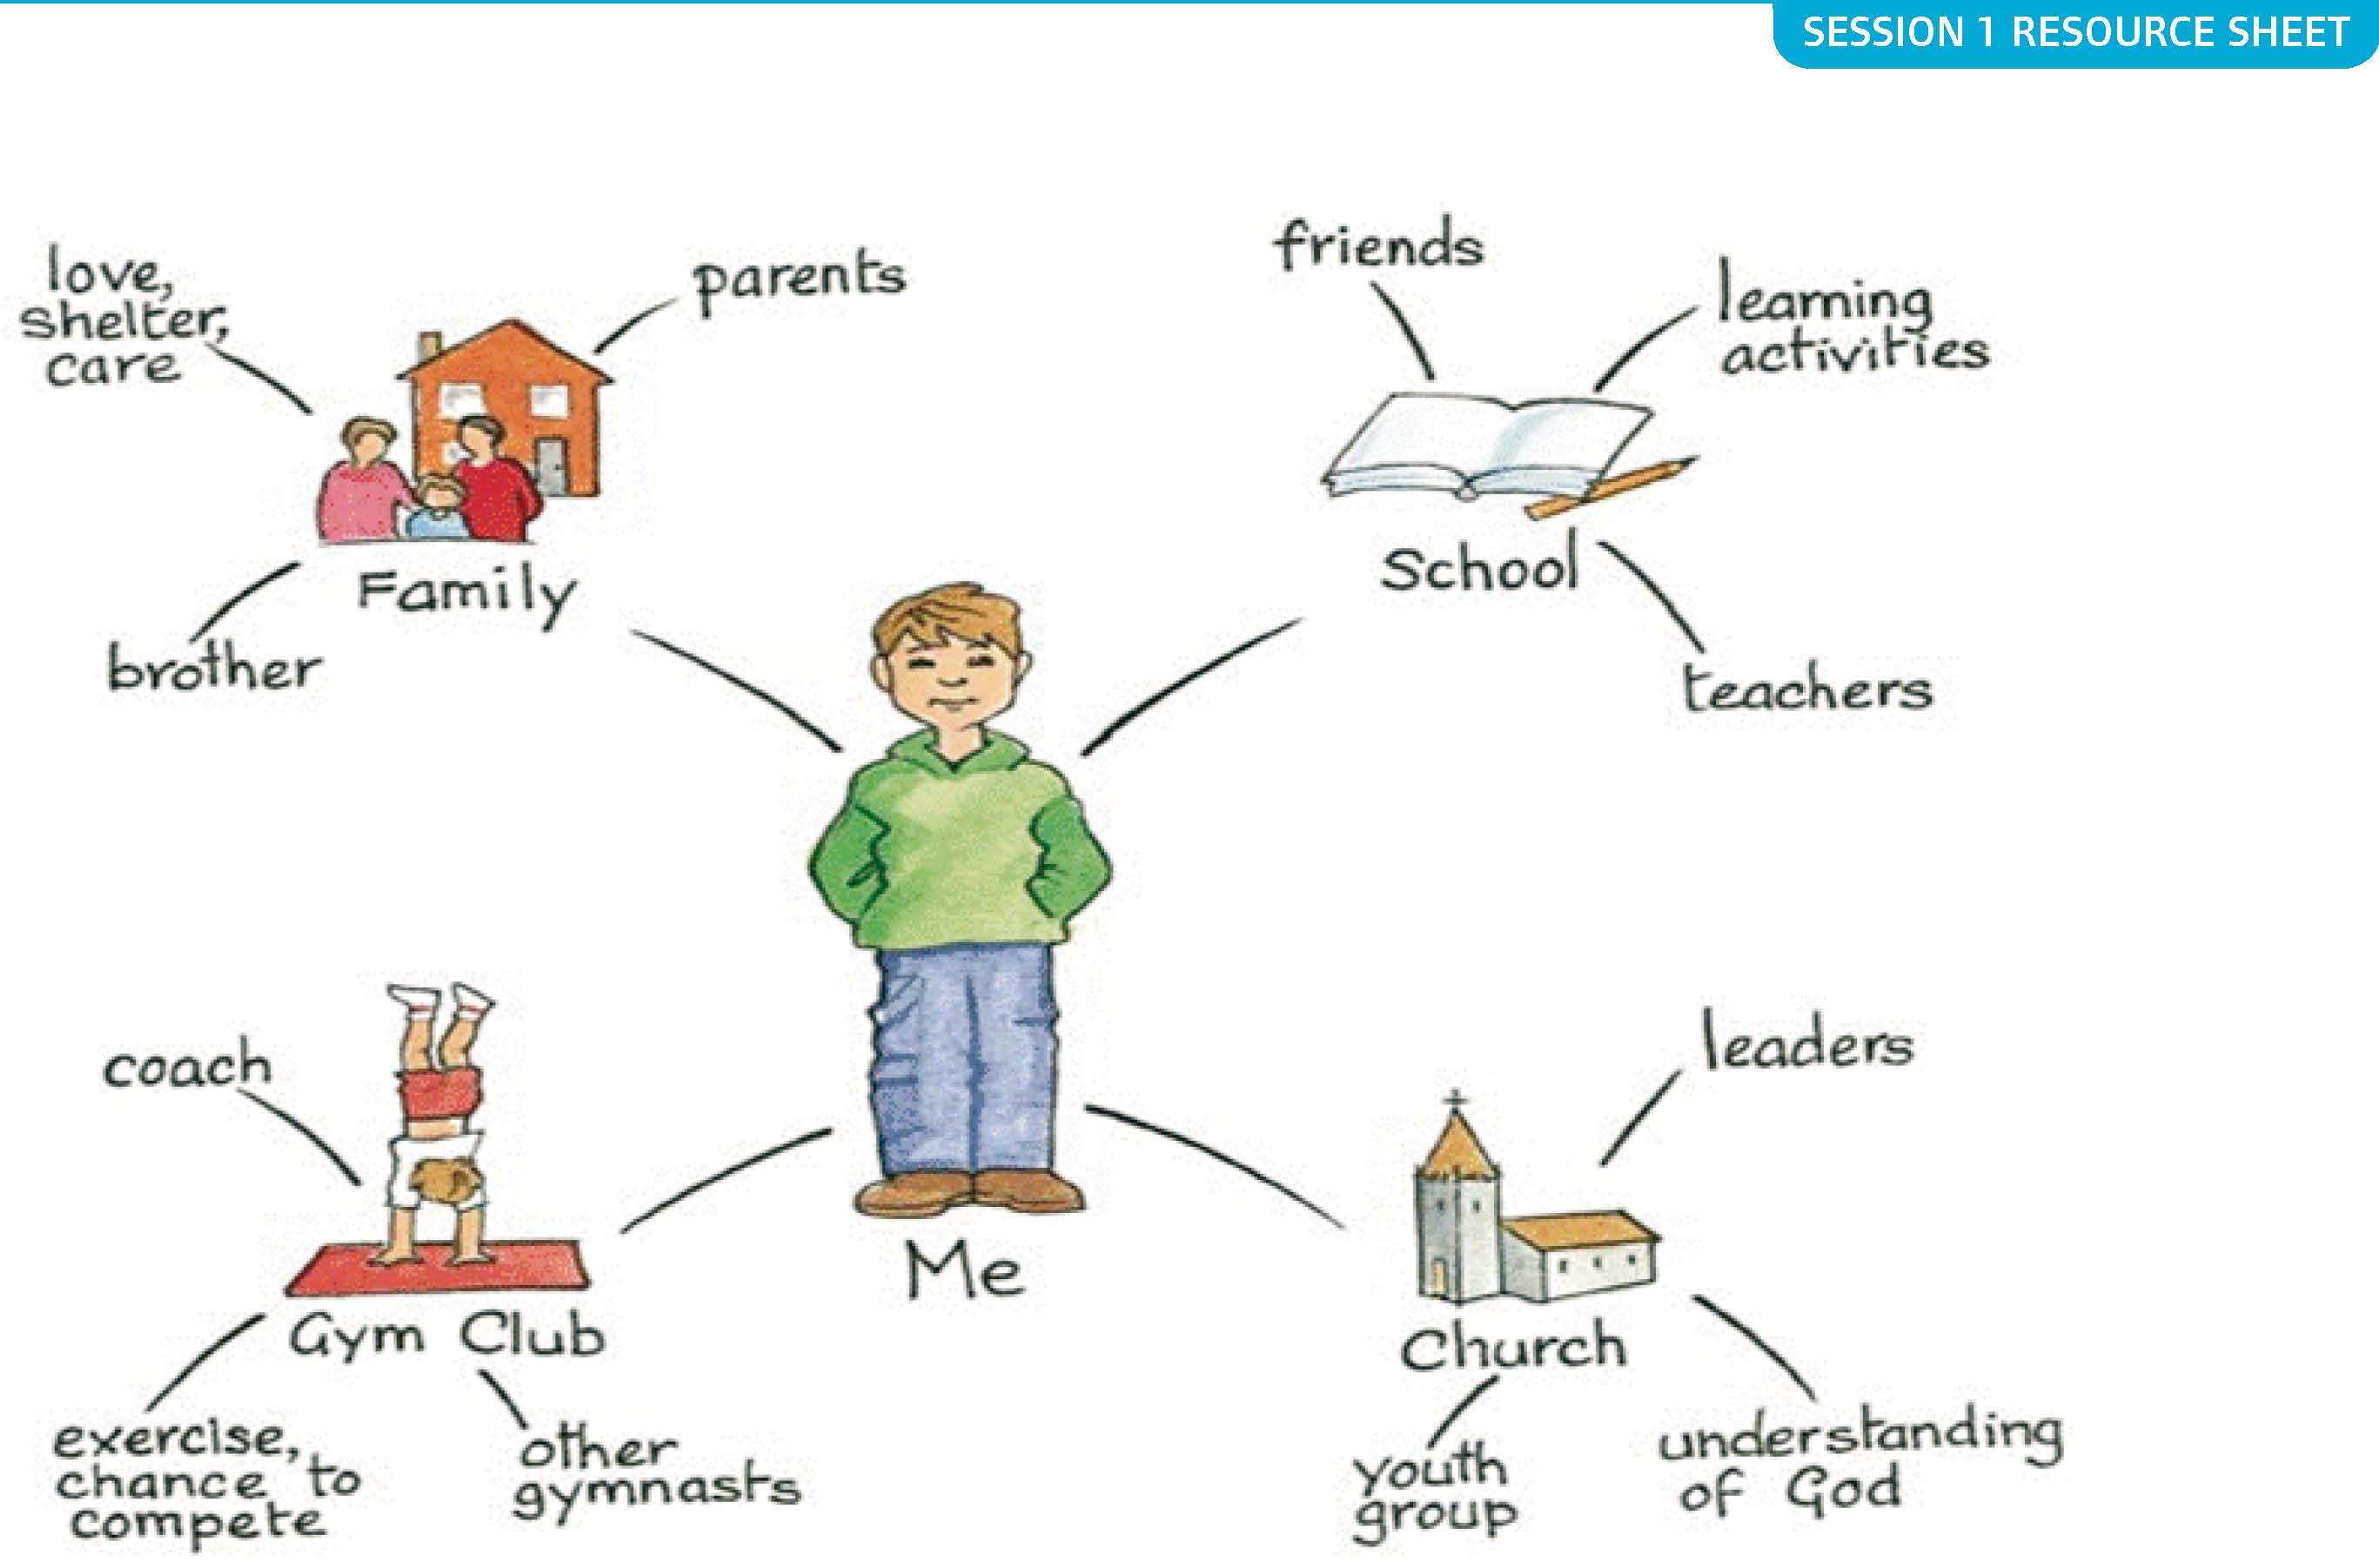 SESSION 1 RESOURCE SHEET
love,
shelter,
care
parents
Family
brother
friends
learning
activities
School
teachers
Me
coach
Gym Club
exercise,
chance to
compete
other
gymnasts
leaders
Church
youth
group
understanding
of God